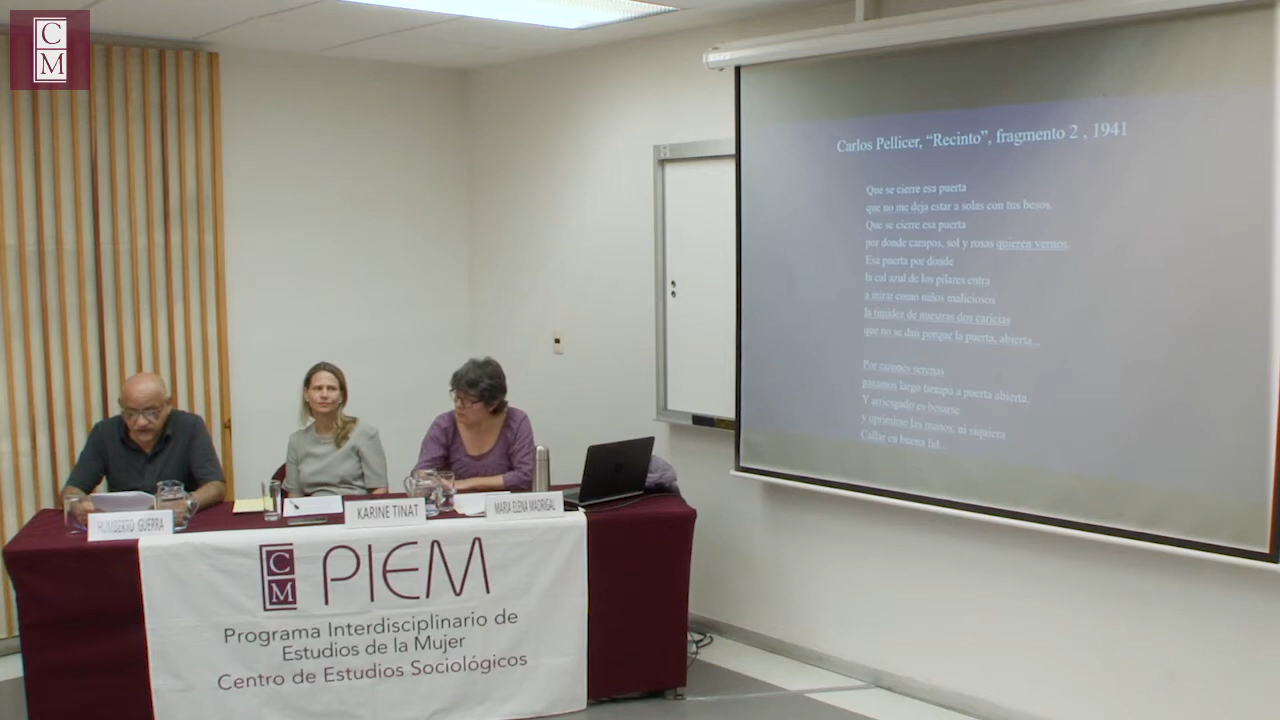 C
M
Carlos Pellicer, “Recinto”, fragmento 2 , 1941
Que se cierre esa puerta
que no me deja estar a solas con tus besos.
Que se cierre esa puerta
por donde campos, sol y rosas quieren vernos.
Esa puerta por donde
la cal azul de los pilares entra
a mirar como niños maliciosos
la timidez de nuestras dos caricias
que no se dan porque la puerta, abierta...
Por razones serenas
pasamos largo tiempo a puerta abierta.
Y arriesgado es besarse
y oprimirse las manos, ni siquiera
Callar en buena lid...
HUMBERTO GUERRA
KARINE TINAT
MARIA ELENA MADRIGAL
C
M
PIEM
Programa Interdisciplinario de
Estudios de la Mujer
Centro de Estudios Sociológicos